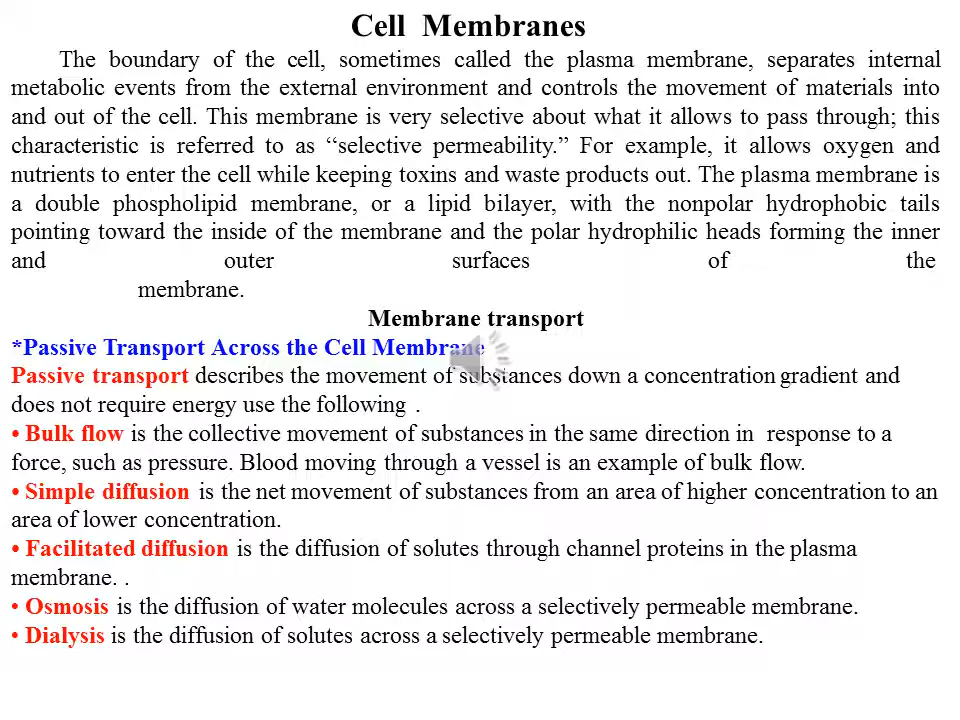 Cell Membranes
The boundary of the cell, sometimes called the plasma membrane, separates internal
metabolic events from the external environment and controls the movement of materials into
and out of the cell. This membrane is very selective about what it allows to pass through; this
characteristic is referred to as ‘‘selective permeability.” For example, it allows oxygen and
nutrients to enter the cell while keeping toxins and waste products out. The plasma membrane is
a double phospholipid membrane, or a lipid bilayer, with the nonpolar hydrophobic tails
pointing toward the inside of the membrane and the polar hydrophilic heads forming the inner
and outer surfaces of the
membrane.
Membrane transport
*Passive Transport Across the Cell Membrane
Passive transport describes the movement of substances down a concentration gradient and
does not require energy use the following .
• Bulk flow is the collective movement of substances in the same direction in response to a
force, such as pressure. Blood moving through a vessel is an example of bulk flow.
• Simple diffusion is the net movement of substances from an area of higher concentration to an
area of lower concentration.
• Facilitated diffusion is the diffusion of solutes through channel proteins in the plasma
membrane. .
• Osmosis is the diffusion of water molecules across a selectively permeable membrane.
• Dialysis is the diffusion of solutes across a selectively permeable membrane.